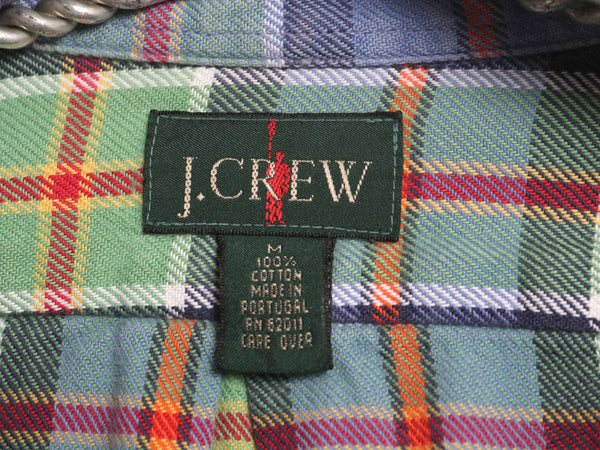 J.CREW
M
100%
COTTON
MADE IN
PORTUGAL
RN 62011
CARE OVER